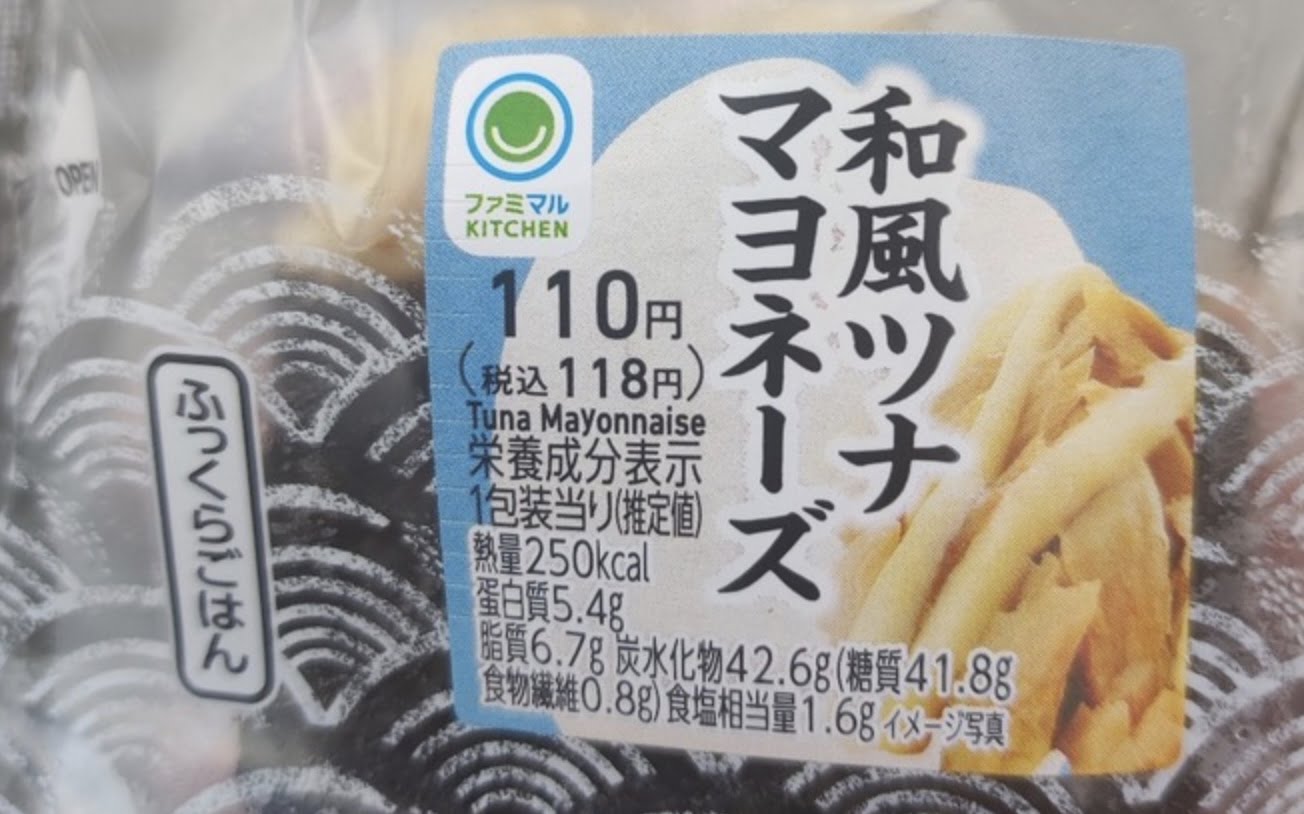 OPEN
ファミマル
KITCHEN
和風ツナ
マヨネーズ
110円
(税込118円)
Tuna Mayonnaise
栄養成分表示
1包装当り(推定値)
熱量250kcal
蛋白質5.4g
脂質6.7g 炭水化物42.6g(糖質41.8g
食物繊維0.8g)食塩相当量1.6g イメージ写真
ふっくらごはん